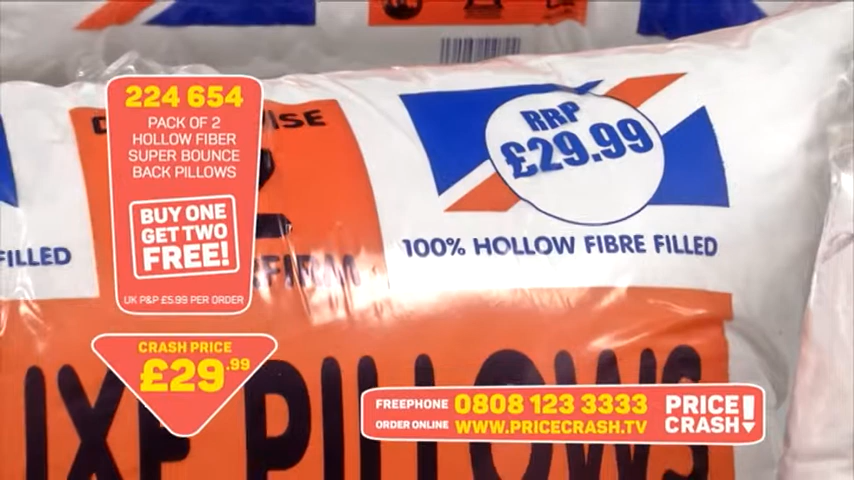 224 654
PACK OF 2
HOLLOW FIBER
SUPER BOUNCE
BACK PILLOWS
BUY ONE
GET TWO
FREE!
UK P&P £5.99 PER ORDER
CRASH PRICE
£29.99
RRP
£29.99
100% HOLLOW FIBRE FILLED
FILLED
PILLOWS
FREEPHONE 0808 123 3333
ORDER ONLINE WWW.PRICECRASH.TV
PRICE
CRASH!